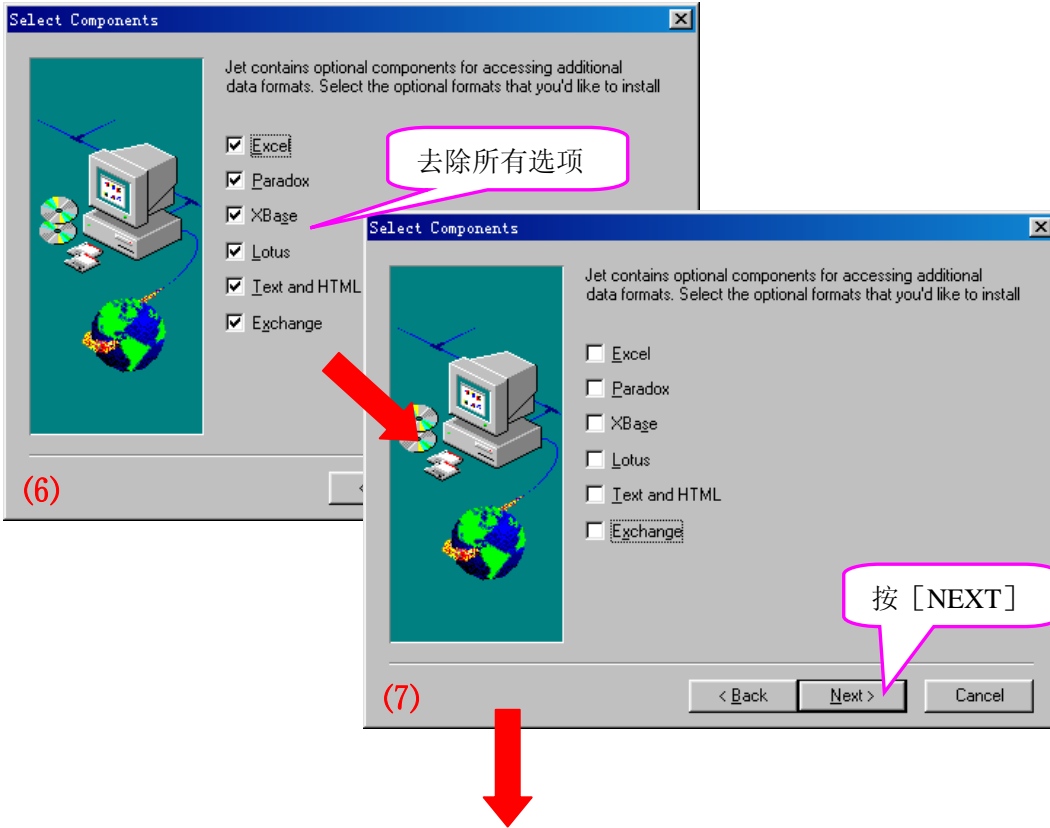 Select Components
Jet contains optional components for accessing additional
data formats. Select the optional formats that you'd like to install
Excel
Paradox
XBase
Lotus
Text and HTML
Exchange
去除所有选项
(6)
<
Select Components
Jet contains optional components for accessing additional
data formats. Select the optional formats that you'd like to install
Excel
Paradox
XBase
Lotus
Text and HTML
Exchange
按［NEXT］
(7)
< Back
Next >
Cancel